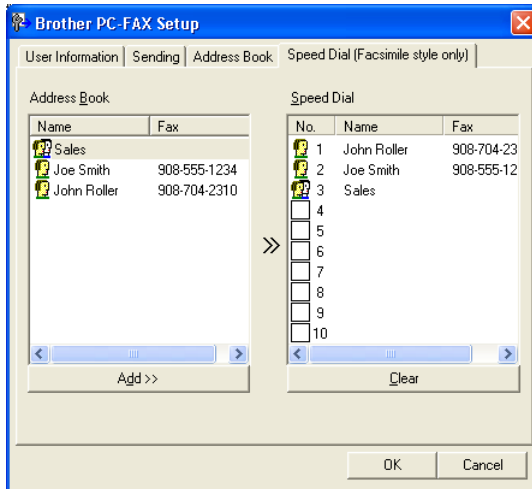 Brother PC-FAX Setup
User Information Sending Address Book Speed Dial (Facsimile style only)
Address Book
Name Fax
Sales
Joe Smith 908-555-1234
John Roller 908-704-2310
Add >>
>>
Speed Dial
No. Name Fax
1 John Roller 908-704-23
2 Joe Smith 908-555-12
3 Sales
4
5
6
7
8
9
10
Clear
OK Cancel